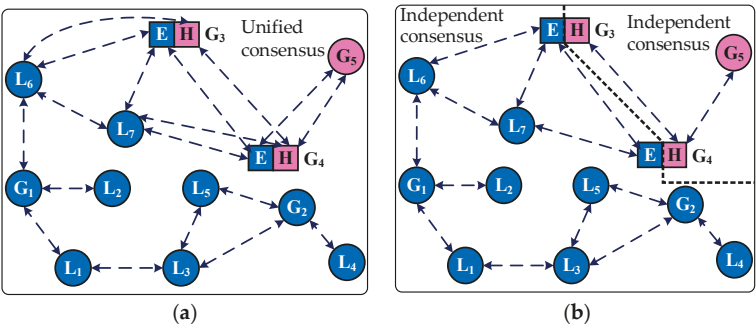 Unified
consensus
E H G3
G5
L6
L7
E H G4
G1
L2
L5
G2
L1
L3
L4
(a)
Independent
consensus
Independent
consensus
E H G3
G5
L6
L7
E H G4
G1
L2
L5
G2
L1
L3
L4
(b)